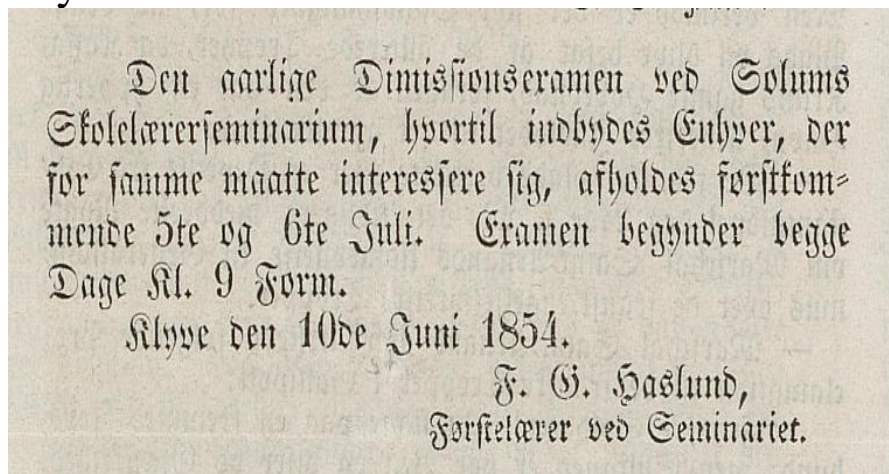 Den aarlige Dimissionsexamen ved Solums
Skolelærerseminarium, hvortil indbydes Enhver, der
for samme maatte interessere sig, afholdes førstkom-
mende 5te og 6te Juli. Examen begynder begge
Dage Kl. 9 Form.
Klyve den 10de Juni 1854.
F. G. Haslund,
Førstelærer ved Seminariet.